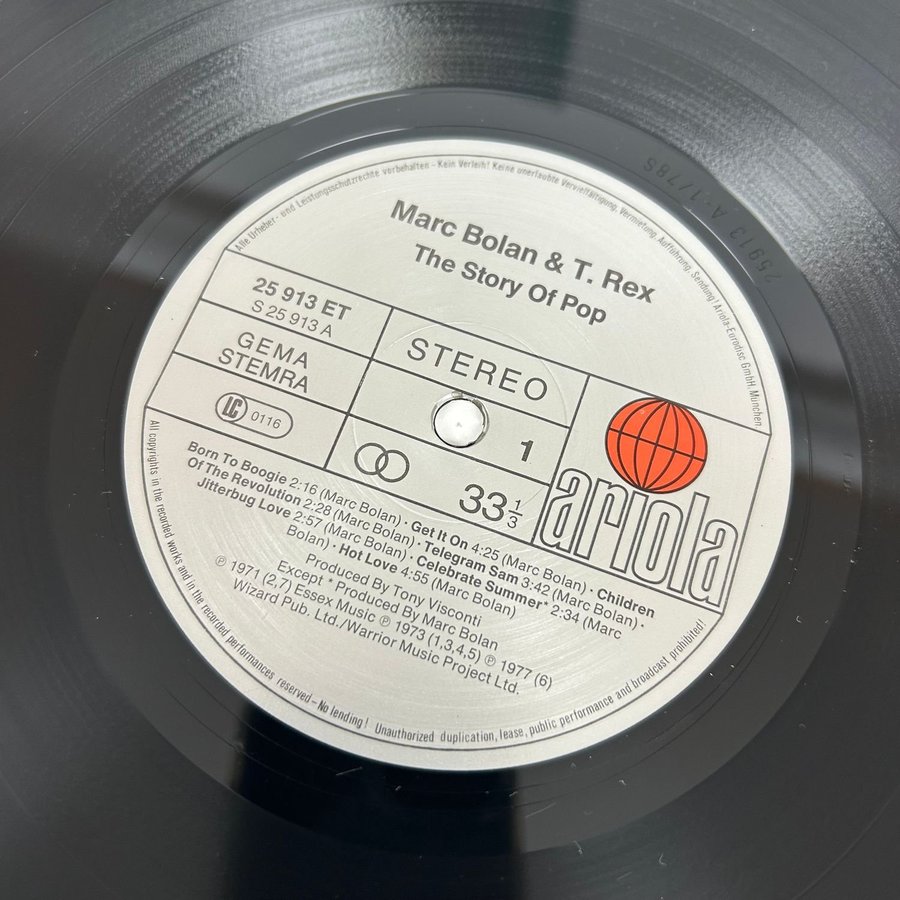 Alle Urheber- und Leistungsschutzrechte vorbehalten – Kein Verleih! Keine unerlaubte Vervielfältigung, Vermietung, Aufführung, Sendung! Ariola-Eurodisc GmbH, München.
Marc Bolan & T. Rex
The Story Of Pop
25 913 ET
S 25 913 A
GEMA
STEMRA
LC 0116
STEREO
1
33 1/3
ariola
Born To Boogie 2:16 (Marc Bolan) · Get It On 4:25 (Marc Bolan) · Children
Of The Revolution 2:28 (Marc Bolan) · Telegram Sam 3:42 (Marc Bolan) ·
Jitterbug Love 2:57 (Marc Bolan) · Celebrate Summer* 2:34 (Marc
Bolan) · Hot Love 4:55 (Marc Bolan)
Produced By Tony Visconti
Except * Produced By Marc Bolan
℗ 1971 (2,7) Essex Music ℗ 1973 (1,3,4,5) ℗ 1977 (6)
Wizard Pub. Ltd./Warrior Music Project Ltd.
All copyrights in the recorded works and in the recorded performances reserved – No lending! Unauthorized duplication, lease, public performance and broadcast prohibited!